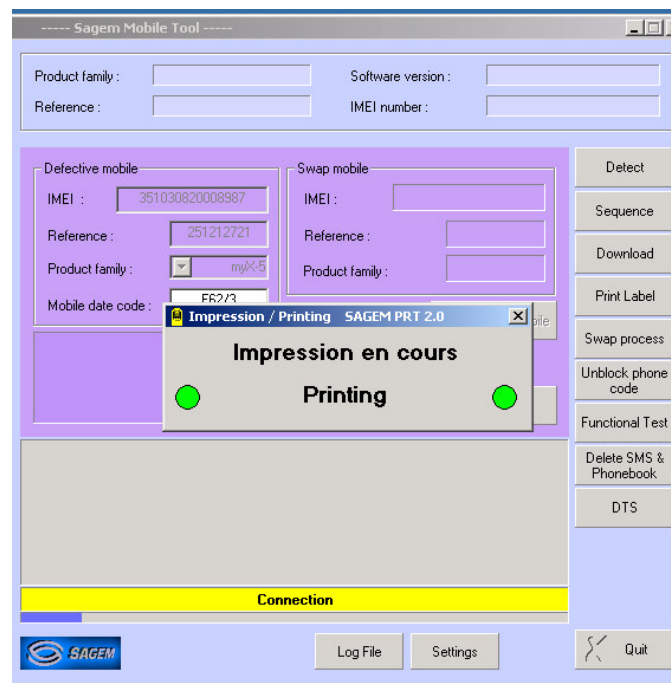 ----- Sagem Mobile Tool -----
Product family :
Software version :
Reference :
IMEI number :
Defective mobile
IMEI :
351030820008987
Reference :
251212721
Product family :
myX-5
Mobile date code :
F62/3
Swap mobile
IMEI :
Reference :
Product family :
Impression / Printing SAGEM PRT 2.0
Impression en cours
Printing
Connection
Detect
Sequence
Download
Print Label
Swap process
Unblock phone
code
Functional Test
Delete SMS &
Phonebook
DTS
SAGEM
Log File
Settings
Quit